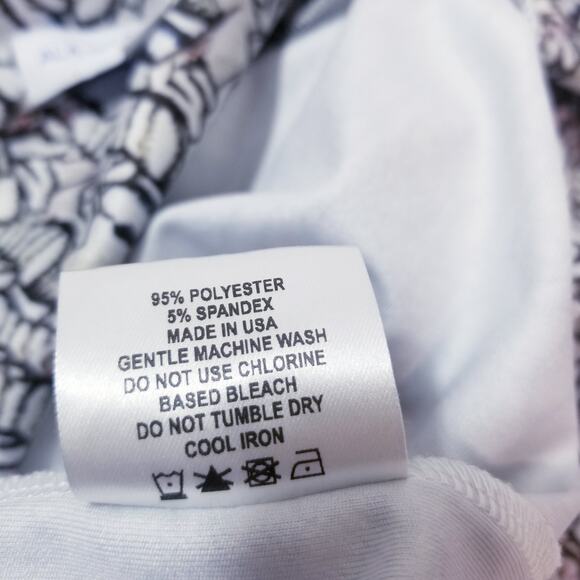 95% POLYESTER
5% SPANDEX
MADE IN USA
GENTLE MACHINE WASH
DO NOT USE CHLORINE
BASED BLEACH
DO NOT TUMBLE DRY
COOL IRON